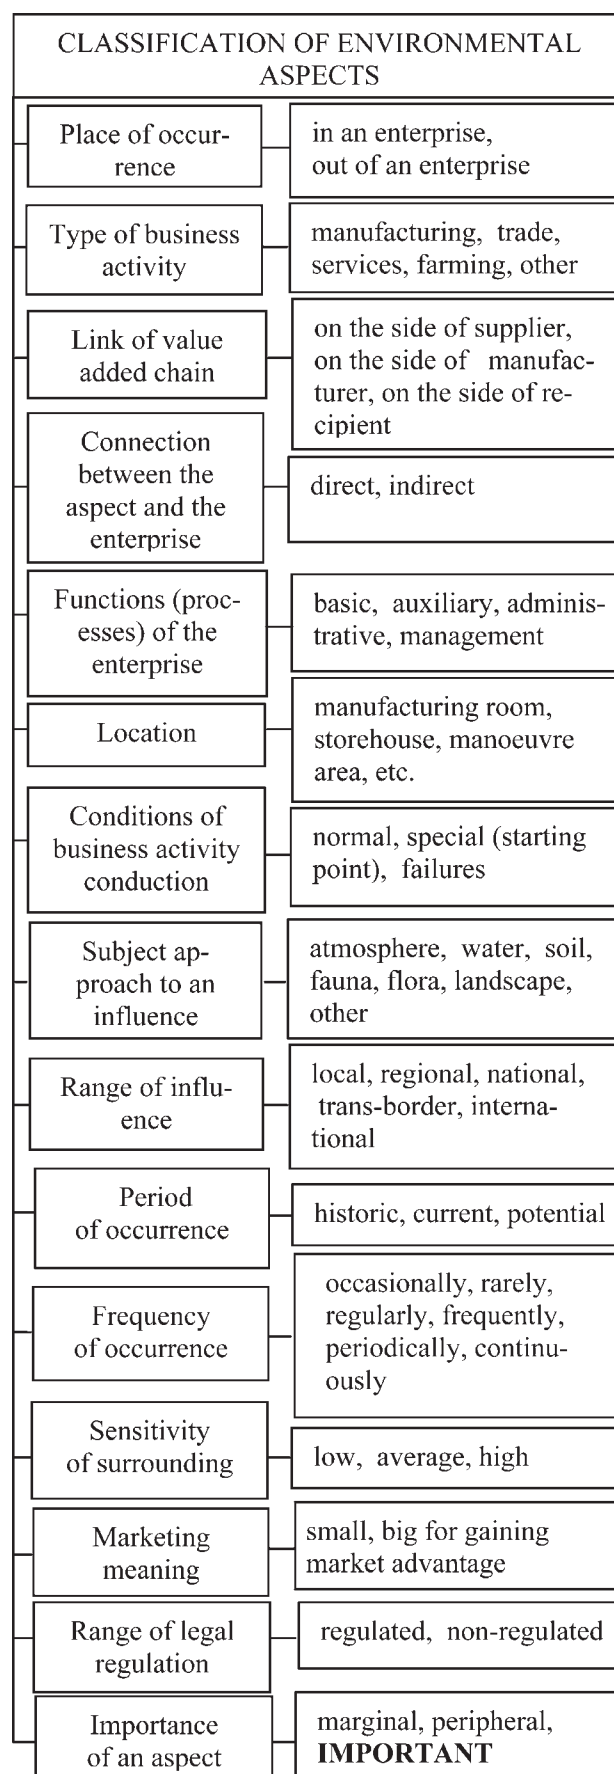 CLASSIFICATION OF ENVIRONMENTAL
ASPECTS
Place of occur-
rence
in an enterprise,
out of an enterprise
Type of business
activity
manufacturing, trade,
services, farming, other
Link of value
added chain
on the side of supplier,
on the side of manufac-
turer, on the side of re-
cipient
Connection
between the
aspect and the
enterprise
direct, indirect
Functions (proc-
esses) of the
enterprise
basic, auxiliary, adminis-
trative, management
Location
manufacturing room,
storehouse, manoeuvre
area, etc.
Conditions of
business activity
conduction
normal, special (starting
point), failures
Subject ap-
proach to an
influence
atmosphere, water, soil,
fauna, flora, landscape,
other
Range of influ-
ence
local, regional, national,
trans-border, interna-
tional
Period
of occurrence
historic, current, potential
Frequency
of occurrence
occasionally, rarely,
regularly, frequently,
periodically, continu-
ously
Sensitivity
of surrounding
low, average, high
Marketing
meaning
small, big for gaining
market advantage
Range of legal
regulation
regulated, non-regulated
Importance
of an aspect
marginal, peripheral,
IMPORTANT